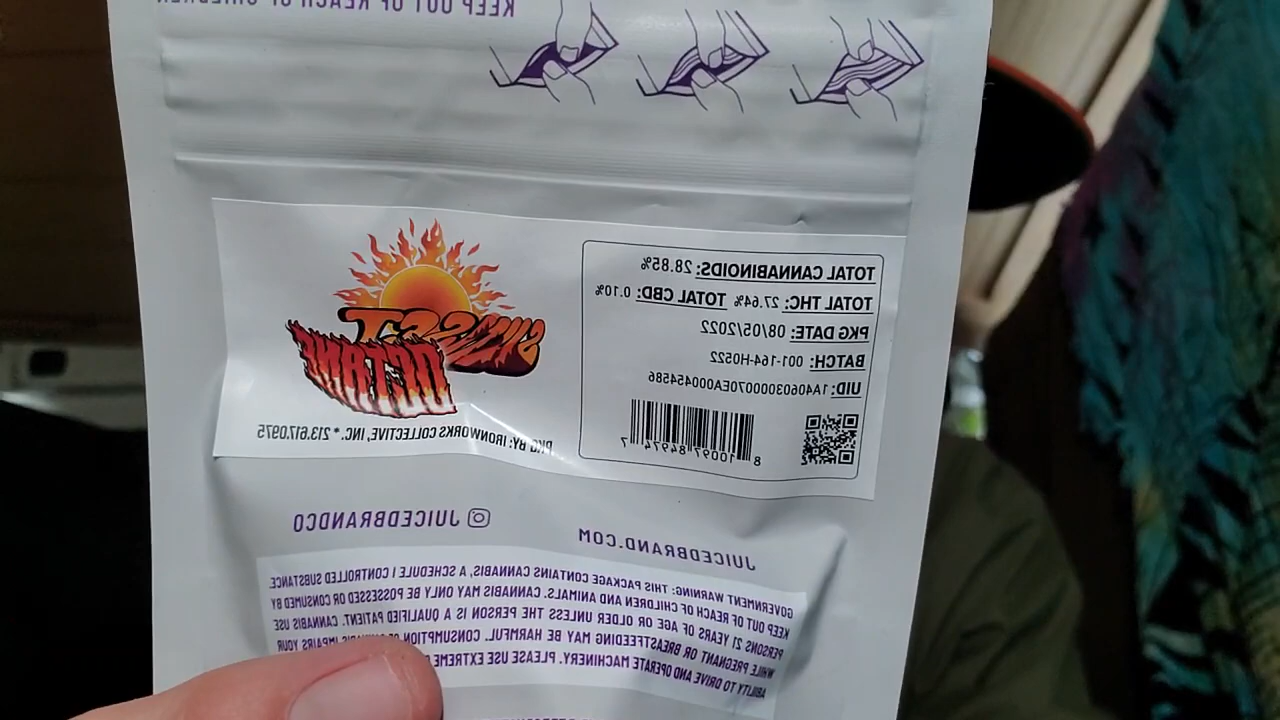 KEEP OUT OF REACH OF CHILDREN
SUNSET
OCTANE
PKG BY: IRONWORKS COLLECTIVE, INC. * 213.617.0975
TOTAL CANNABINOIDS: 28.85%
TOTAL THC: 27.64% TOTAL CBD: 0.10%
PKG DATE: 08/05/2022
BATCH: 001-164-H0522
UID: 1440603000070EA000454586
8 10097 84974 7
JUICEDBRAND.COM
JUICEDBRANDCO
GOVERNMENT WARNING: THIS PACKAGE CONTAINS CANNABIS, A SCHEDULE I CONTROLLED SUBSTANCE.
KEEP OUT OF REACH OF CHILDREN AND ANIMALS. CANNABIS MAY ONLY BE POSSESSED OR CONSUMED BY
PERSONS 21 YEARS OF AGE OR OLDER UNLESS THE PERSON IS A QUALIFIED PATIENT. CANNABIS USE
WHILE PREGNANT OR BREASTFEEDING MAY BE HARMFUL. CONSUMPTION OF CANNABIS IMPAIRS YOUR
ABILITY TO DRIVE AND OPERATE MACHINERY. PLEASE USE EXTREME